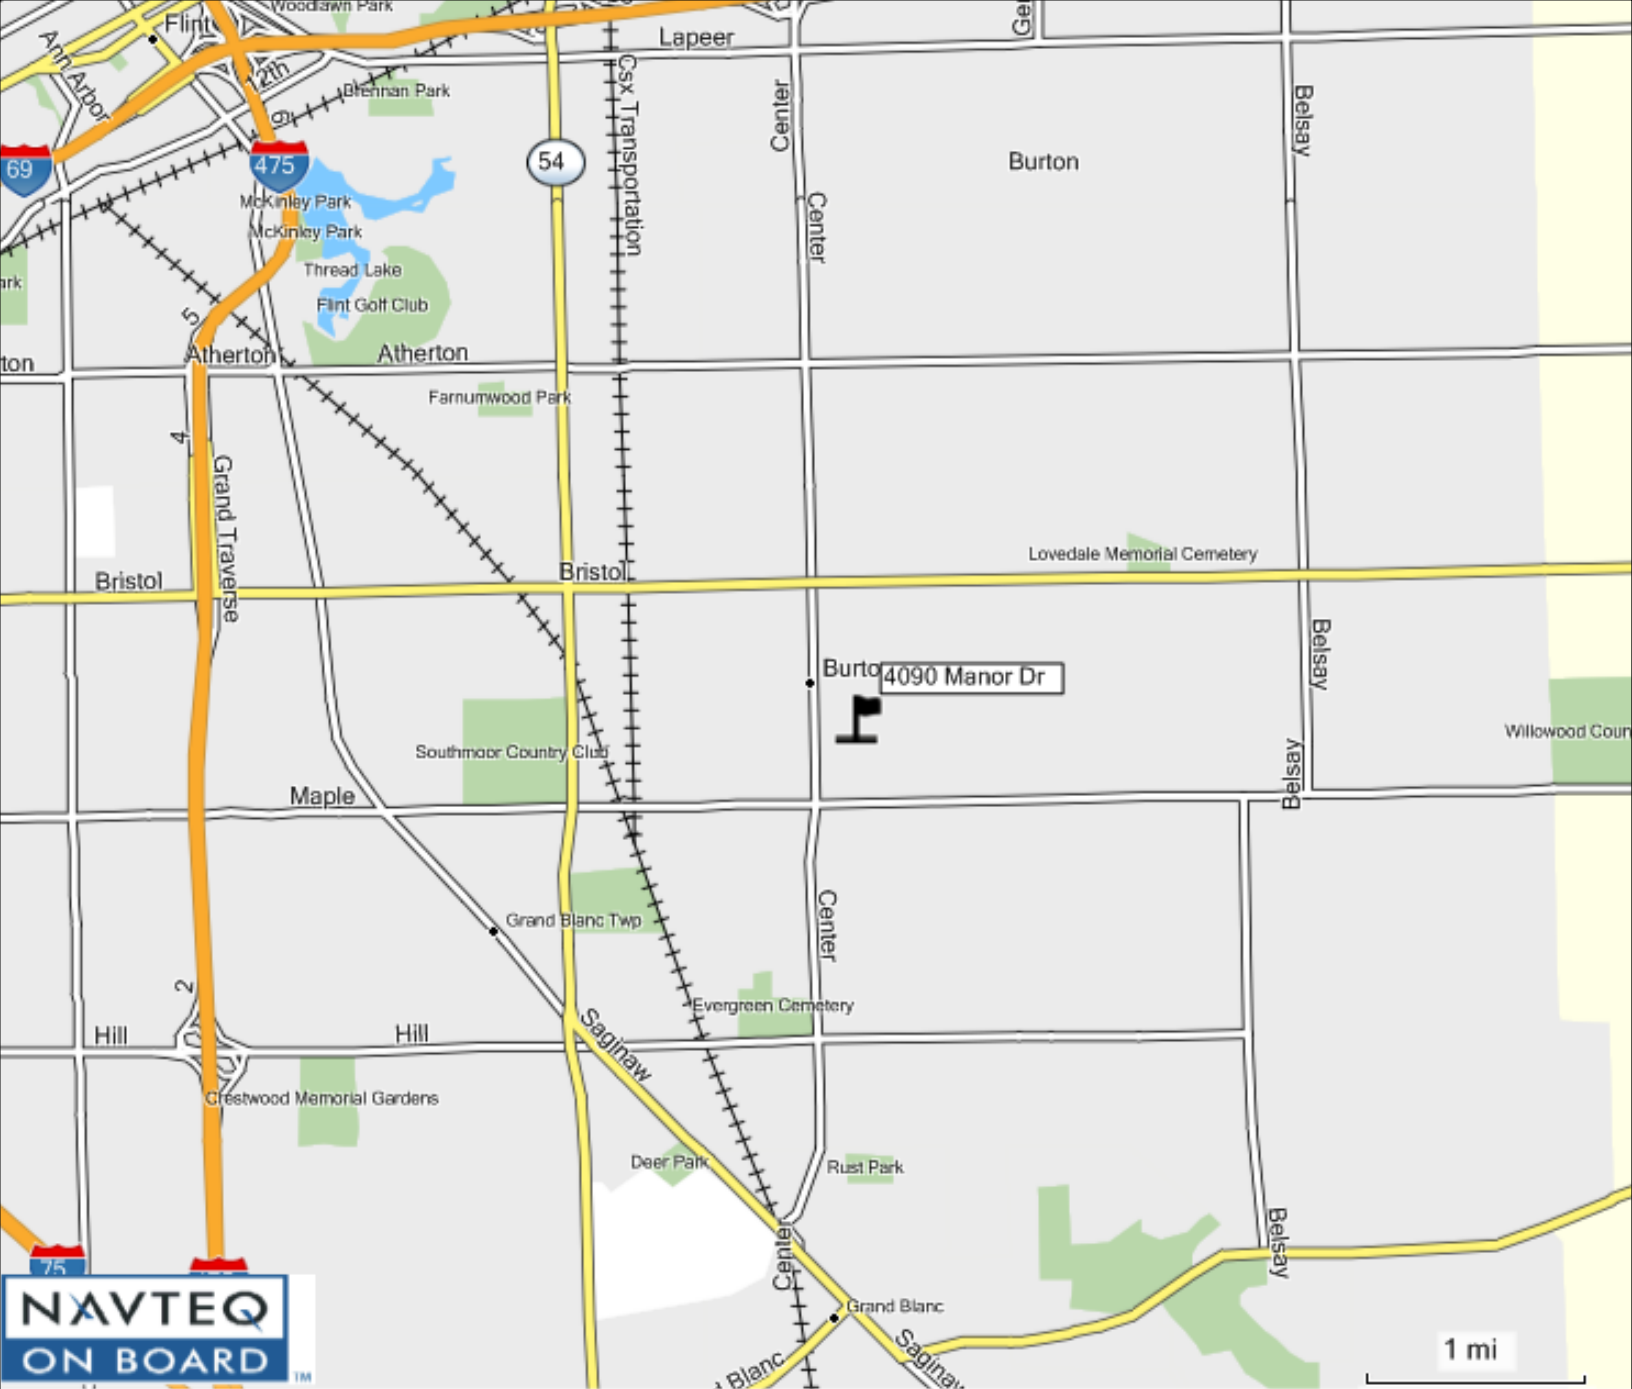 Woodlawn Park
Flint
Lapeer
Ann Arbor
12th
Brennan Park
6
Csx Transportation
Center
Belsay
69
475
54
Burton
McKinley Park
McKinley Park
Center
Thread Lake
Flint Golf Club
5
Atherton
Atherton
Farnumwood Park
4
Grand Traverse
Lovedale Memorial Cemetery
Bristol
Bristol
Belsay
Burto
4090 Manor Dr
Southmoor Country Club
Willowood Coun
Maple
Belsay
Grand Blanc Twp
Center
2
Evergreen Cemetery
Hill
Hill
Saginaw
Crestwood Memorial Gardens
Deer Park
Rust Park
Center
Belsay
75
NAVTEQ
ON BOARD
TM
Grand Blanc
Saginaw
Blanc
1 mi